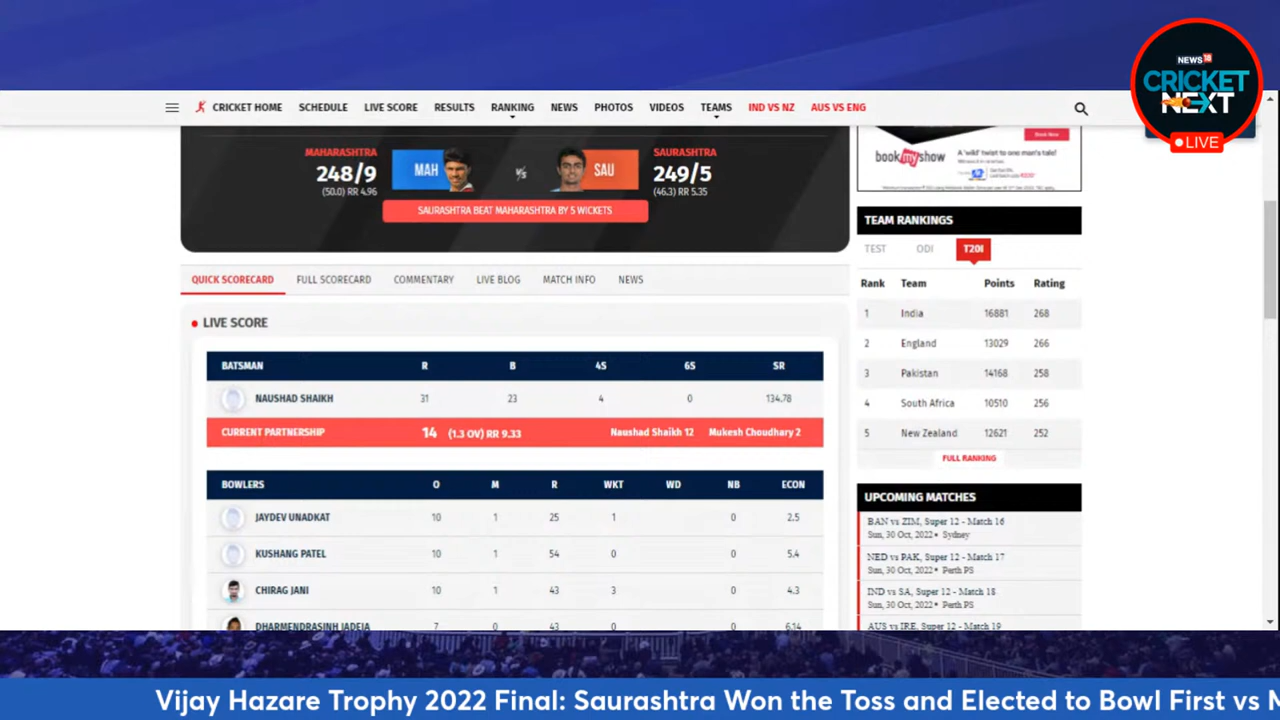 NEWS18
CRICKET
NEXT
LIVE
CRICKET HOME SCHEDULE LIVE SCORE RESULTS RANKING NEWS PHOTOS VIDEOS TEAMS IND VS NZ AUS VS ENG
MAHARASHTRA
248/9
(50.0) RR 4.96
MAH
VS
SAU
SAURASHTRA
249/5
(46.3) RR 5.35
SAURASHTRA BEAT MAHARASHTRA BY 5 WICKETS
Book Now
bookmyshow
A 'wild' twist to one man's tale!
QUICK SCORECARD FULL SCORECARD COMMENTARY LIVE BLOG MATCH INFO NEWS
LIVE SCORE
BATSMAN R B 4S 6S SR
NAUSHAD SHAIKH 31 23 4 0 134.78
CURRENT PARTNERSHIP 14 (1.3 OV) RR 9.33 Naushad Shaikh 12 Mukesh Choudhary 2
BOWLERS O M R WKT WD NB ECON
JAYDEV UNADKAT 10 1 25 1 0 2.5
KUSHANG PATEL 10 1 54 0 0 5.4
CHIRAG JANI 10 1 43 3 0 4.3
DHARMENDRASINH JADEJA 7 0 43 0 0 6.14
TEAM RANKINGS
TEST ODI T20I
Rank Team Points Rating
1 India 16881 268
2 England 13029 266
3 Pakistan 14168 258
4 South Africa 10510 256
5 New Zealand 12621 252
FULL RANKING
UPCOMING MATCHES
BAN vs ZIM, Super 12 - Match 16
Sun, 30 Oct, 2022 • Sydney
NED vs PAK, Super 12 - Match 17
Sun, 30 Oct, 2022 • Perth PS
IND vs SA, Super 12 - Match 18
Sun, 30 Oct, 2022 • Perth PS
AUS vs IRE, Super 12 - Match 19
Vijay Hazare Trophy 2022 Final: Saurashtra Won the Toss and Elected to Bowl First vs M